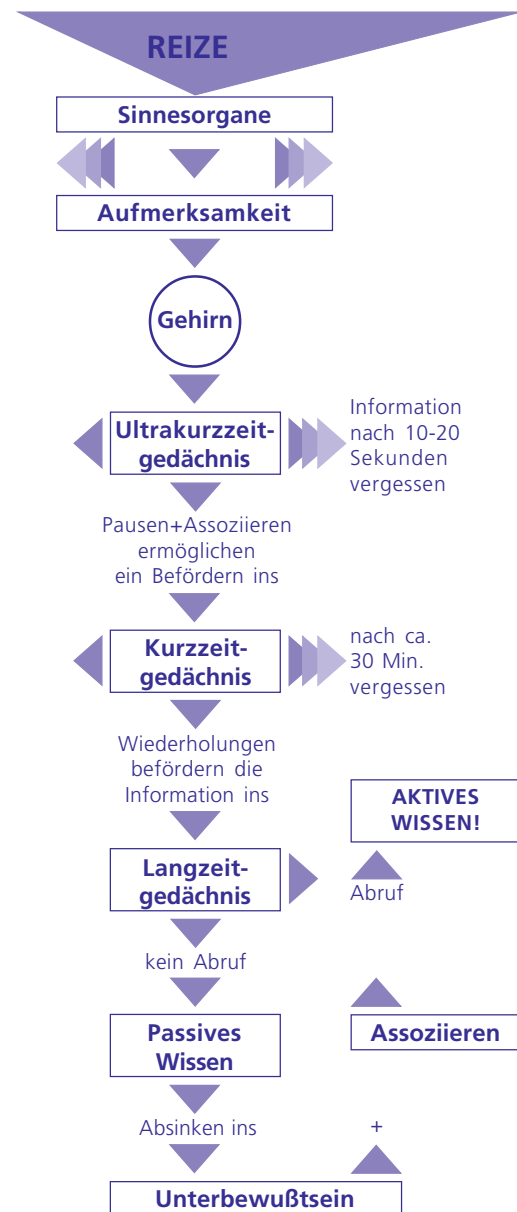 REIZE
Sinnesorgane
Aufmerksamkeit
Gehirn
Ultrakurzzeit-
gedächnis
Information
nach 10-20
Sekunden
vergessen
Pausen+Assoziieren
ermöglichen
ein Befördern ins
Kurzzeit-
gedächnis
nach ca.
30 Min.
vergessen
Wiederholungen
befördern die
Information ins
AKTIVES
WISSEN!
Langzeit-
gedächnis
Abruf
kein Abruf
Passives
Wissen
Assoziieren
Absinken ins
+
Unterbewußtsein